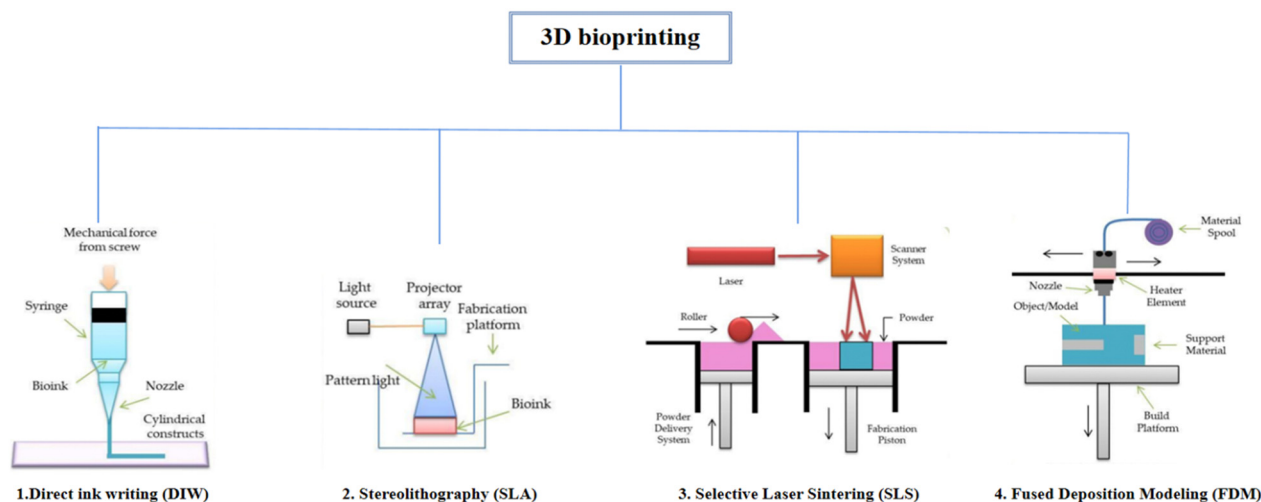 3D bioprinting
Mechanical force
from screw
Syringe
Bioink
Nozzle
Cylindrical
constructs
1.Direct ink writing (DIW)
Light
source
Projector
array
Fabrication
platform
Pattern light
Bioink
2. Stereolithography (SLA)
Laser
Scanner
System
Roller
Powder
Powder
Delivery
System
Fabrication
Piston
3. Selective Laser Sintering (SLS)
Material
Spool
Nozzle
Heater
Element
Object/Model
Support
Material
Build
Platform
4. Fused Deposition Modeling (FDM)